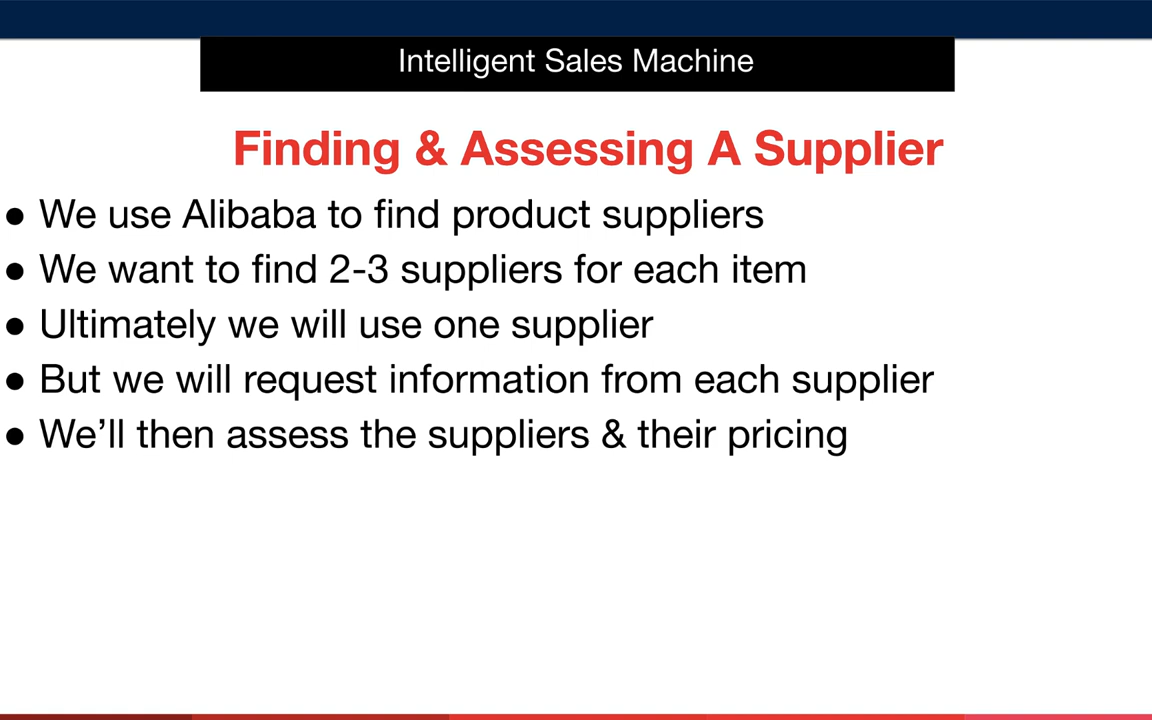 Intelligent Sales Machine
Finding & Assessing A Supplier
● We use Alibaba to find product suppliers
● We want to find 2-3 suppliers for each item
● Ultimately we will use one supplier
● But we will request information from each supplier
● We’ll then assess the suppliers & their pricing